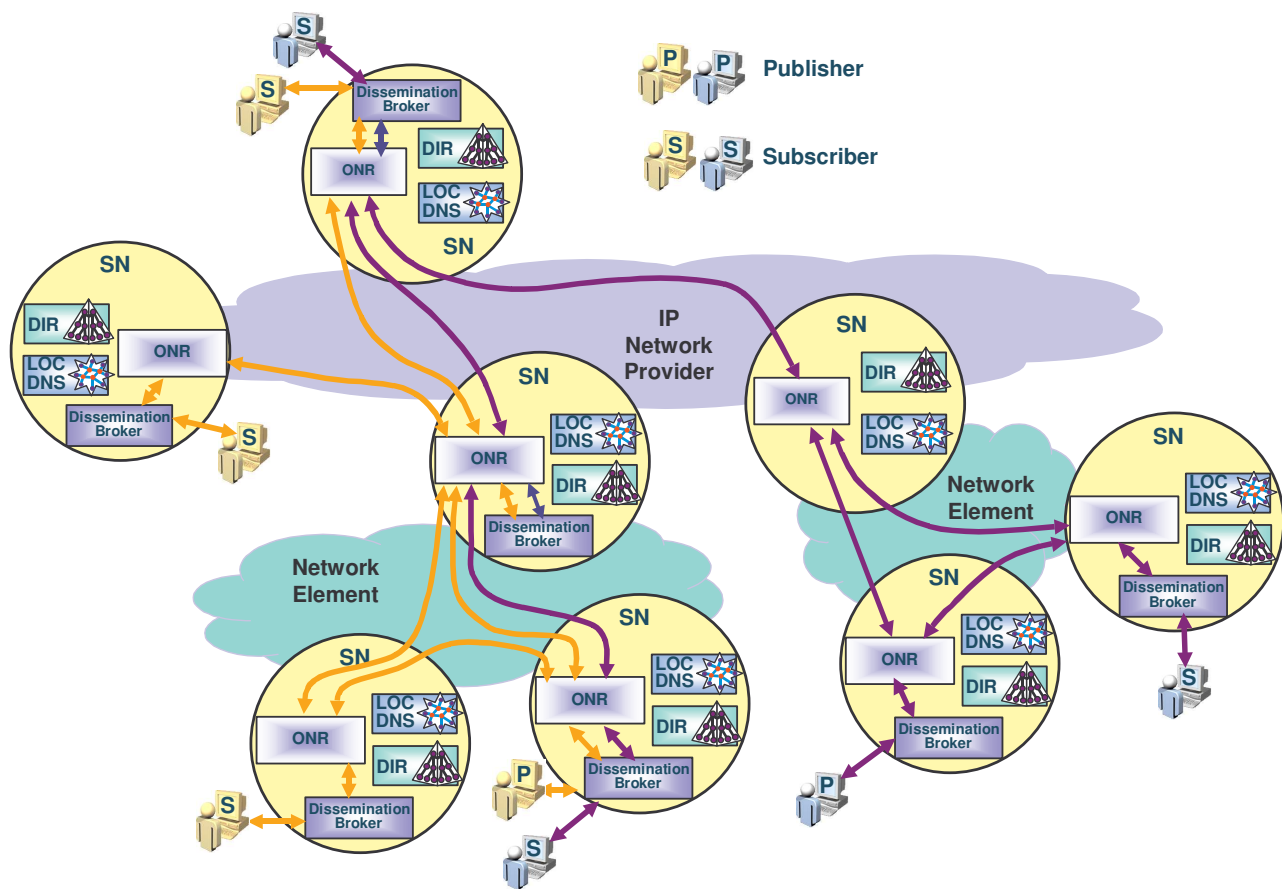 S
S
Dissemination
Broker
ONR
DIR
LOC
DNS
SN
P
P
Publisher
S
S
Subscriber
SN
DIR
LOC
DNS
ONR
Dissemination
Broker
S
IP
Network
Provider
SN
ONR
LOC
DNS
DIR
Dissemination
Broker
SN
DIR
ONR
LOC
DNS
Network
Element
SN
LOC
DNS
ONR
DIR
Dissemination
Broker
S
Network
Element
SN
LOC
DNS
ONR
DIR
Dissemination
Broker
S
SN
LOC
DNS
ONR
DIR
Dissemination
Broker
P
S
SN
LOC
DNS
ONR
DIR
Dissemination
Broker
P